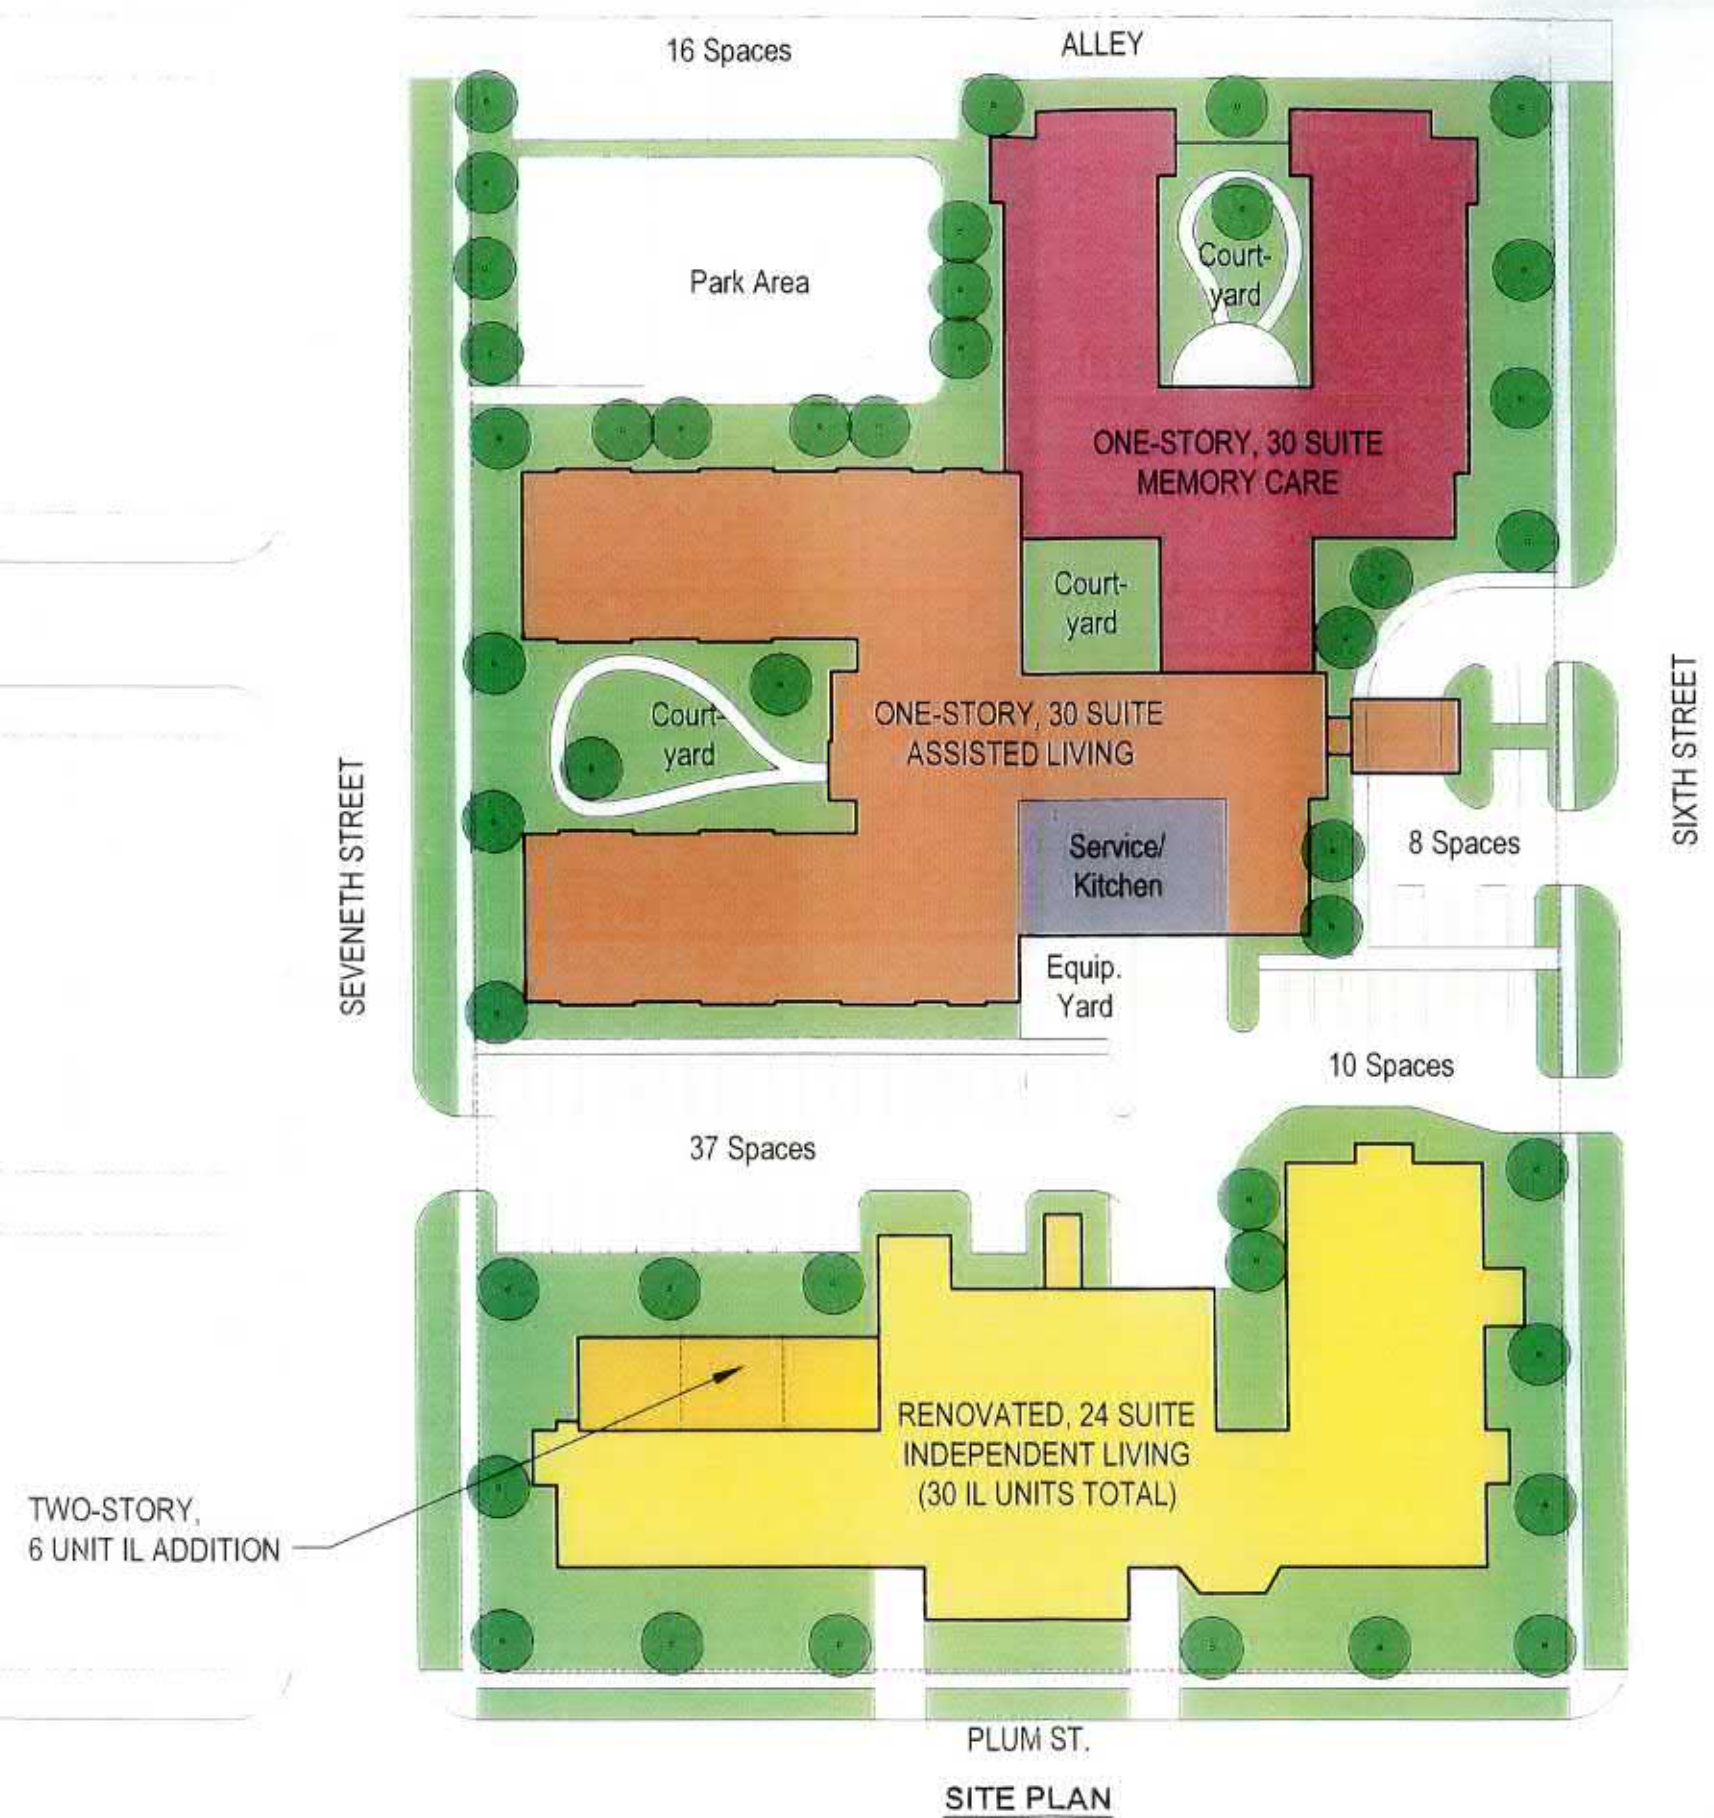 16 Spaces
ALLEY
Park Area
Court-
yard
ONE-STORY, 30 SUITE
MEMORY CARE
Court-
yard
Court-
yard
ONE-STORY, 30 SUITE
ASSISTED LIVING
SEVENETH STREET
SIXTH STREET
8 Spaces
Service/
Kitchen
Equip.
Yard
10 Spaces
37 Spaces
RENOVATED, 24 SUITE
INDEPENDENT LIVING
(30 IL UNITS TOTAL)
TWO-STORY,
6 UNIT IL ADDITION
PLUM ST.
SITE PLAN